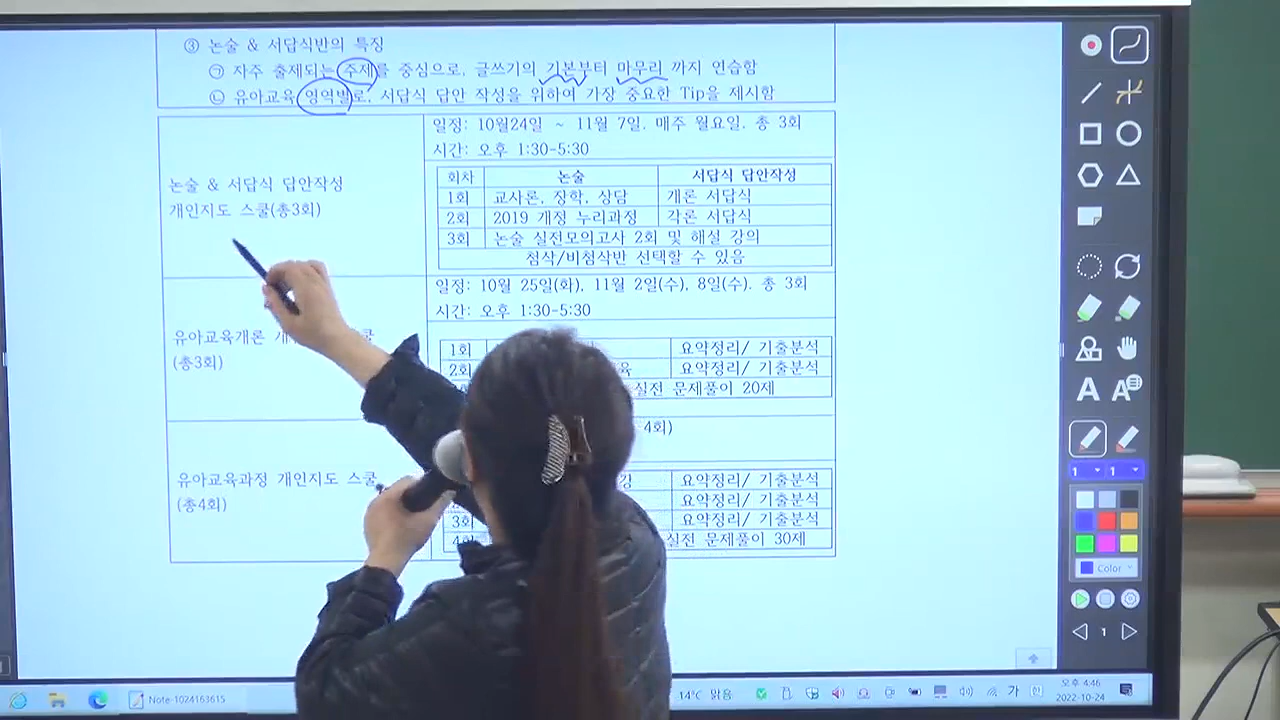 ③ 논술 & 서답식반의 특징
㉠ 자주 출제되는 주제를 중심으로, 글쓰기의 기본부터 마무리 까지 연습함
㉡ 유아교육 영역별로, 서답식 답안 작성을 위하여 가장 중요한 Tip을 제시함
논술 & 서답식 답안작성
개인지도 스쿨(총3회)
일정: 10월24일 ~ 11월 7일. 매주 월요일. 총 3회
시간: 오후 1:30-5:30
회차 논술 서답식 답안작성
1회 교사론, 장학, 상담 개론 서답식
2회 2019 개정 누리과정 각론 서답식
3회 논술 실전모의고사 2회 및 해설 강의
첨삭/비첨삭반 선택할 수 있음
유아교육개론
(총3회)
일정: 10월 25일(화), 11월 2일(수), 8일(수). 총 3회
시간: 오후 1:30-5:30
1회 요약정리/ 기출분석
2회 육 요약정리/ 기출분석
실전 문제풀이 20제
유아교육과정 개인지도 스쿨
(총4회)
4회)
강 요약정리/ 기출분석
요약정리/ 기출분석
3회 요약정리/ 기출분석
4회 실전 문제풀이 30제
A A
1 1
Color
1
Note-1024163615
14°C 맑음
가
오후 4:46
2022-10-24